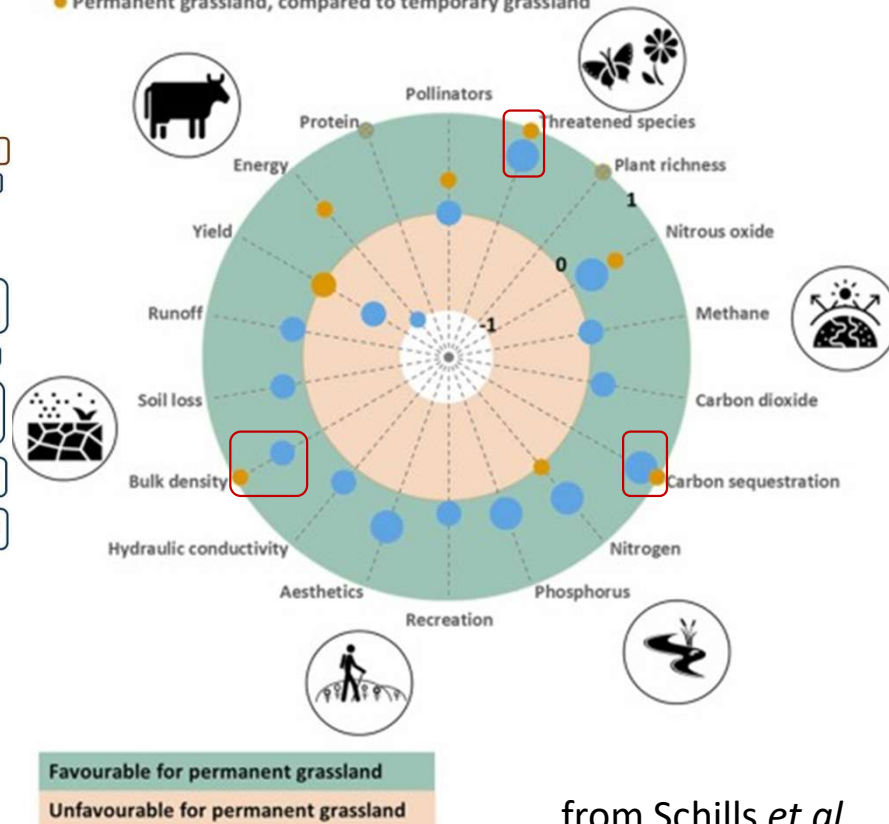 Permanent grassland, compared to temporary grassland
Pollinators
Protein
Threatened species
Energy
Plant richness
1
Yield
Nitrous oxide
0
Runoff
Methane
-1
Soil loss
Carbon dioxide
Bulk density
Carbon sequestration
Hydraulic conductivity
Nitrogen
Aesthetics
Phosphorus
Recreation
Favourable for permanent grassland
Unfavourable for permanent grassland
from Schills et al